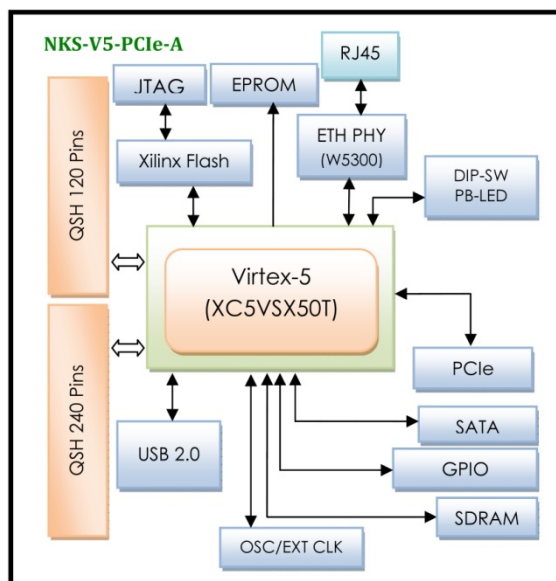 NKS-V5-PCIe-A
RJ45
JTAG
EPROM
ETH PHY
(W5300)
Xilinx Flash
DIP-SW
PB-LED
QSH 120 Pins
Virtex-5
(XC5VSX50T)
QSH 240 Pins
PCIe
USB 2.0
SATA
GPIO
SDRAM
OSC/EXT CLK